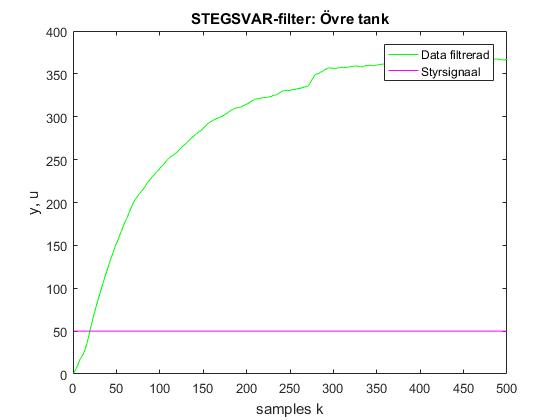 STEGSVAR-filter: Övre tank
400
350
300
250
200
150
100
50
0
y, u
Data filtrerad
Styrsignaal
0 50 100 150 200 250 300 350 400 450 500
samples k